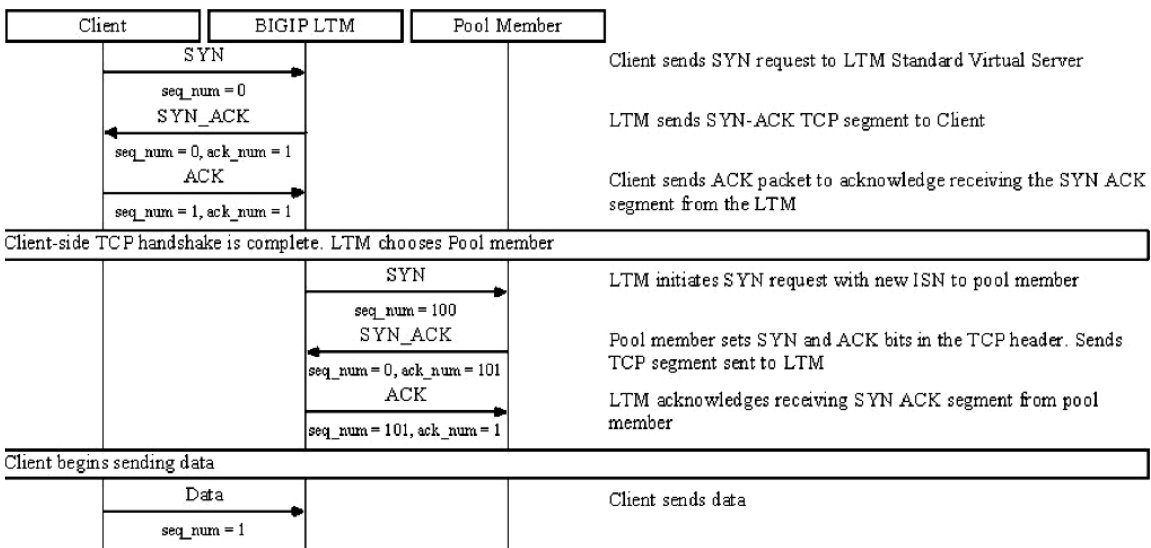 Client
BIGIP LTM
Pool Member
SYN
Client sends SYN request to LTM Standard Virtual Server
seq_num = 0
SYN_ACK
LTM sends SYN-ACK TCP segment to Client
seq_num = 0, ack_num = 1
ACK
Client sends ACK packet to acknowledge receiving the SYN ACK
segment from the LTM
seq_num = 1, ack_num = 1
Client-side TCP handshake is complete. LTM chooses Pool member
SYN
LTM initiates SYN request with new ISN to pool member
seq_num = 100
SYN_ACK
Pool member sets SYN and ACK bits in the TCP header. Sends
TCP segment sent to LTM
seq_num = 0, ack_num = 101
ACK
LTM acknowledges receiving SYN ACK segment from pool
member
seq_num = 101, ack_num = 1
Client begins sending data
Data
Client sends data
seq_num = 1